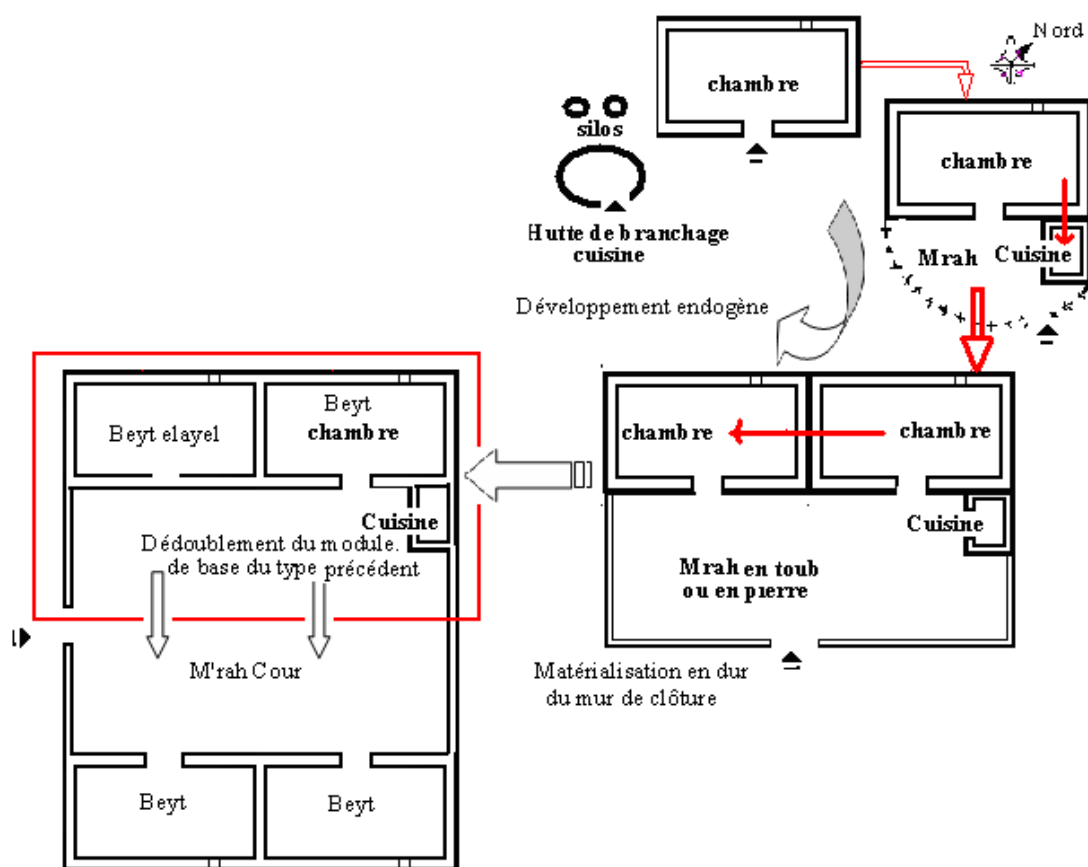 Nord
chambre
silos
chambre
Hutte de branchage
cuisine
Mrah
Cuisine
Développement endogène
Beyt elayel
Beyt
chambre
chambre
chambre
Cuisine
Cuisine
Dédoublement du module.
de base du type précédent
Mrah en toub
ou en pierre
M'rah Cour
Matérialisation en dur
du mur de clôture
Beyt
Beyt